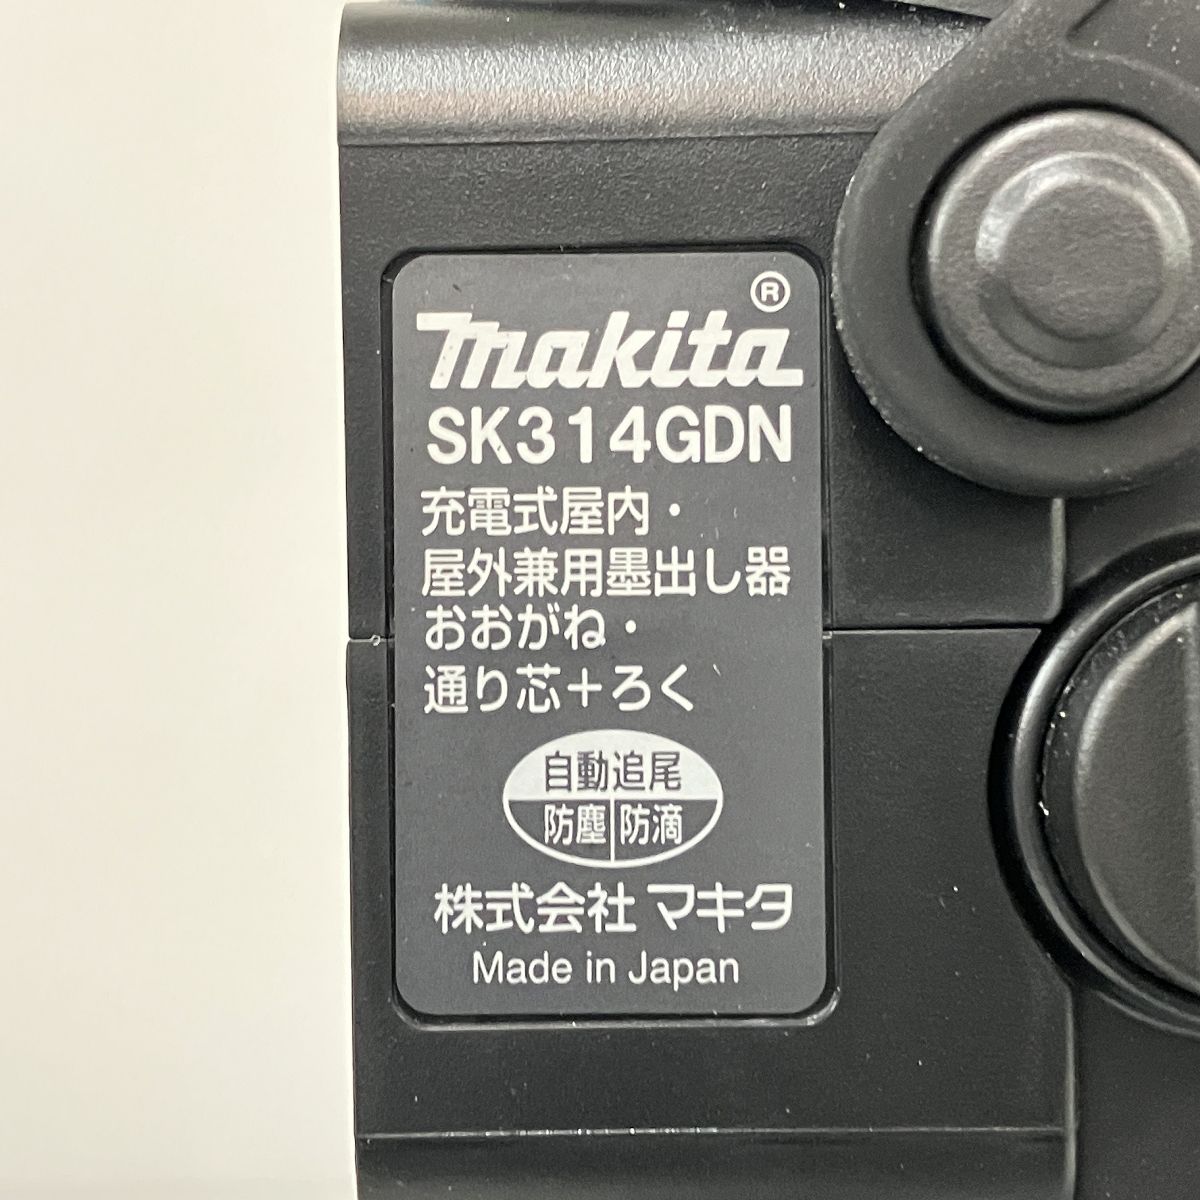 makita®
SK314GDN
充電式屋内・
屋外兼用墨出し器
おおがね・
通り芯＋ろく
自動追尾
防塵 防滴
株式会社マキタ
Made in Japan